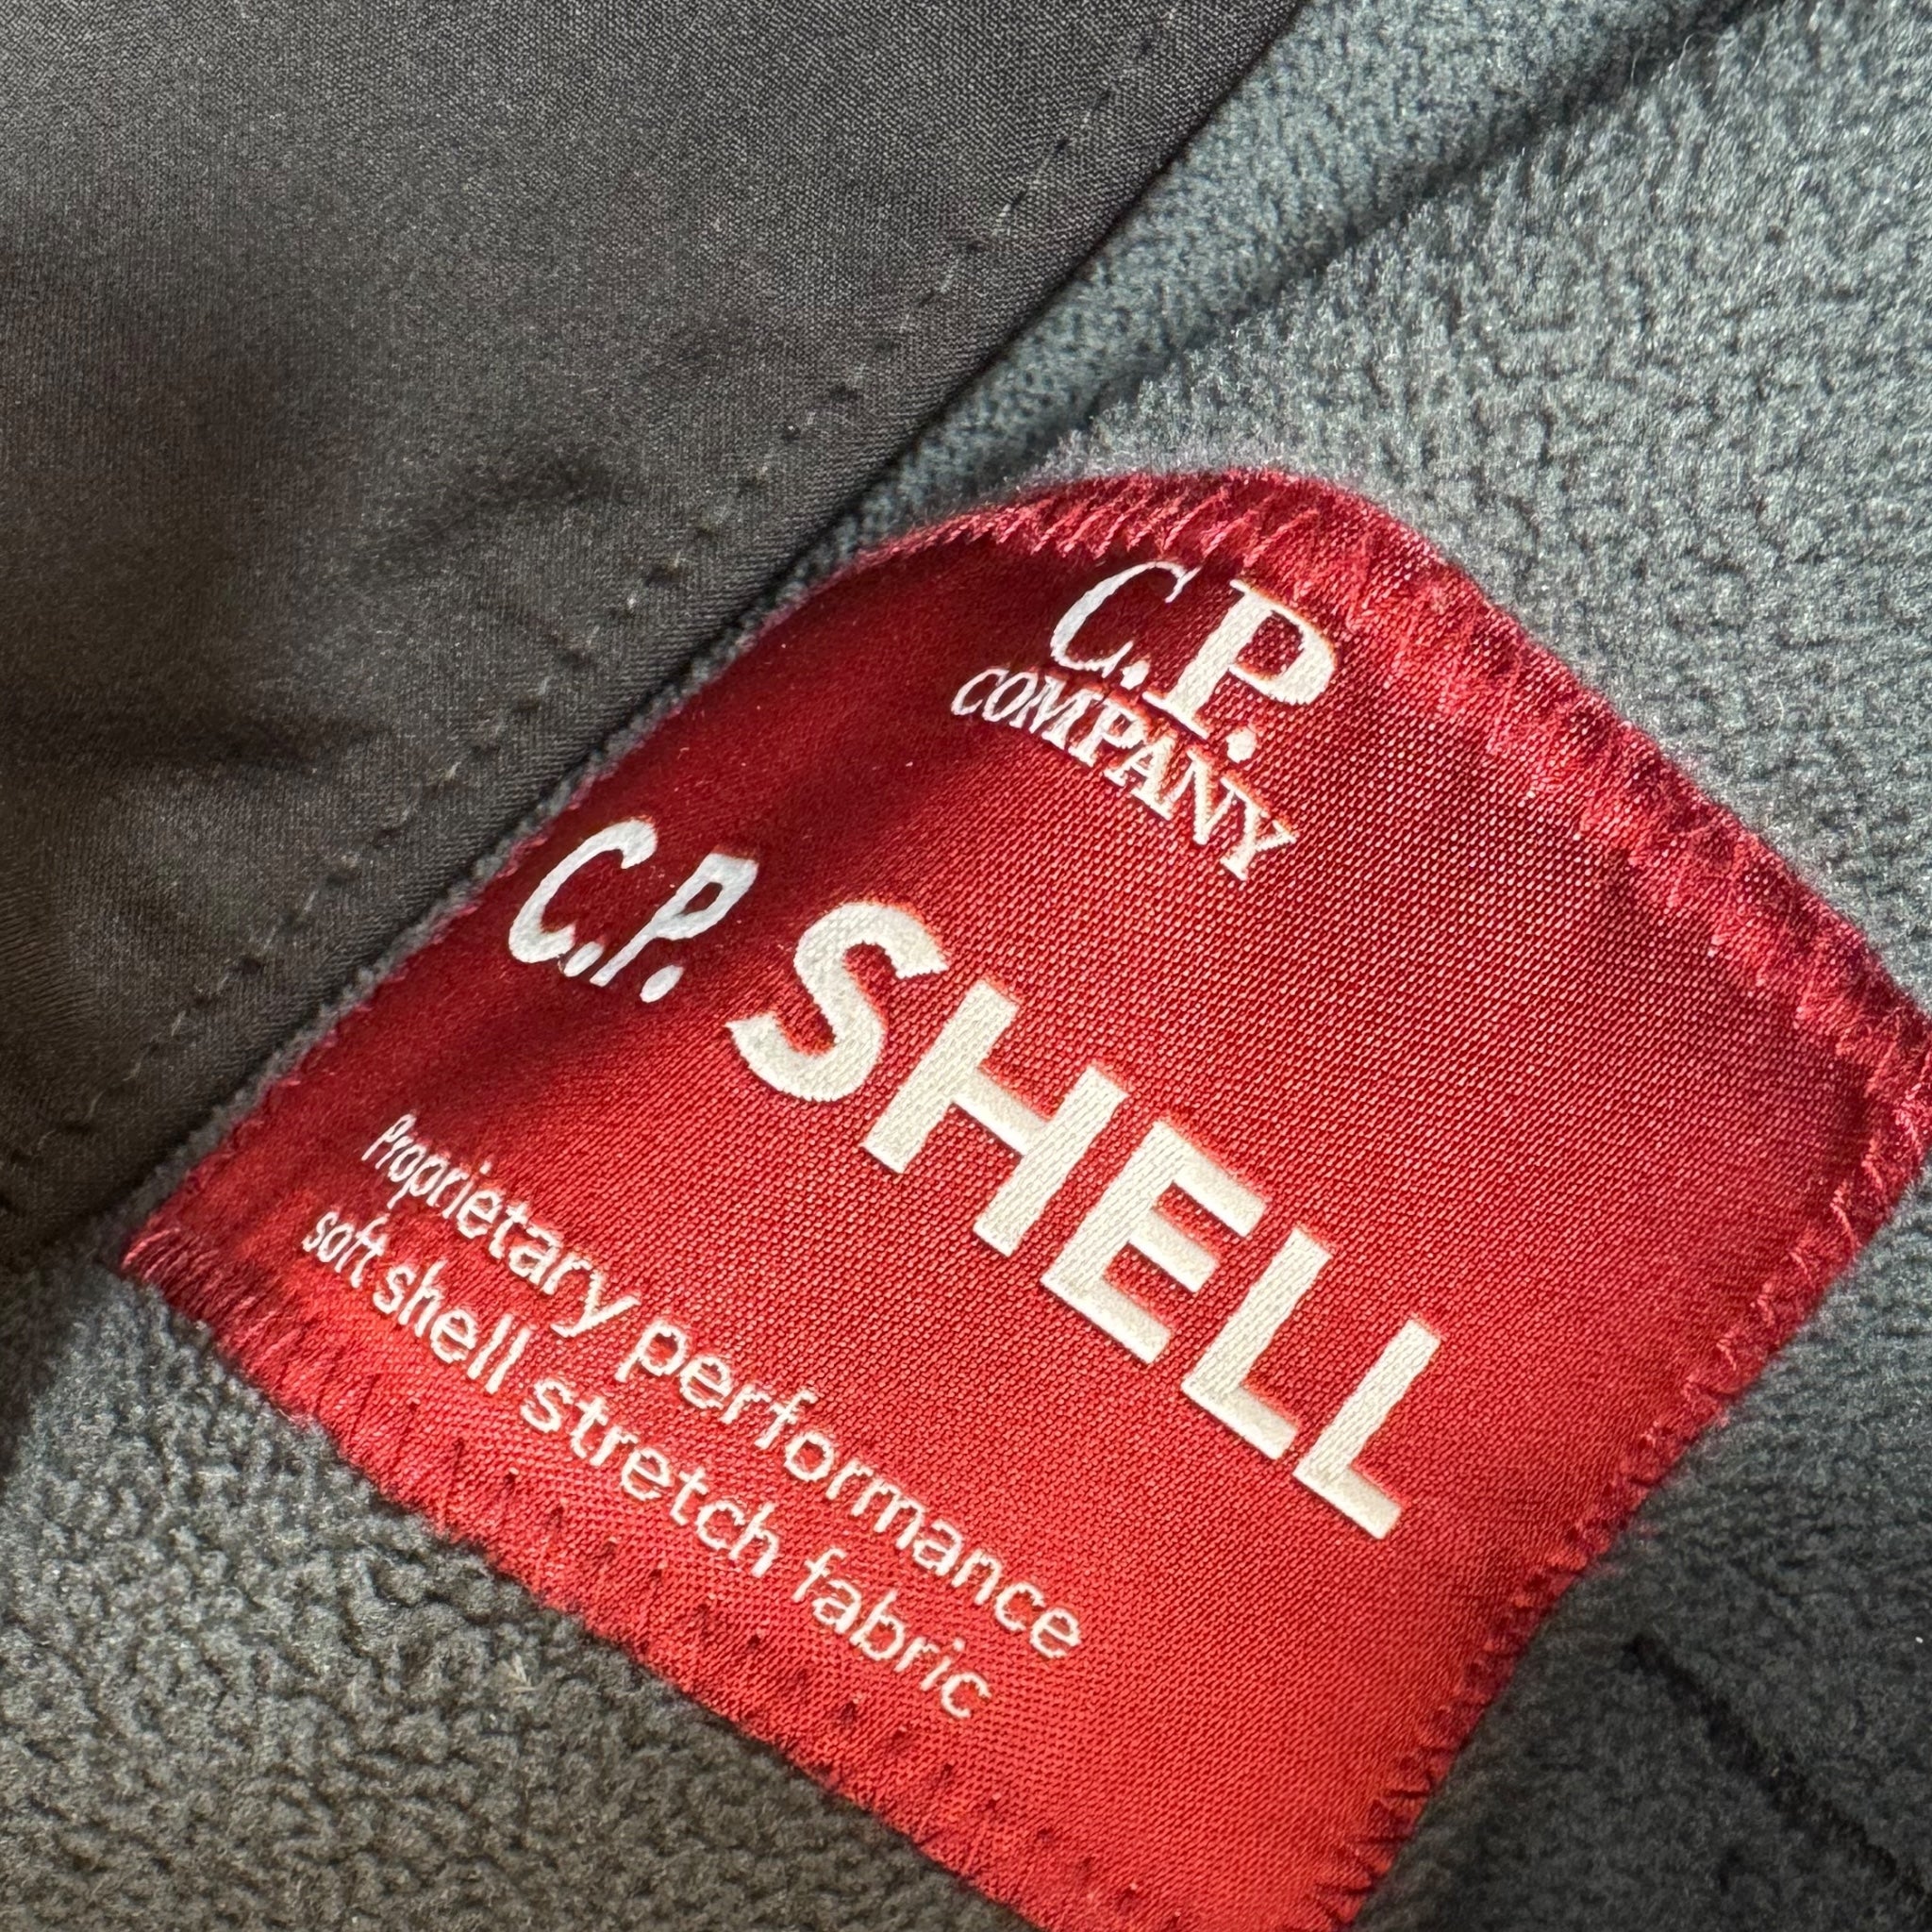 C.P.
COMPANY
C.P. SHELL
Proprietary performance
soft shell stretch fabric